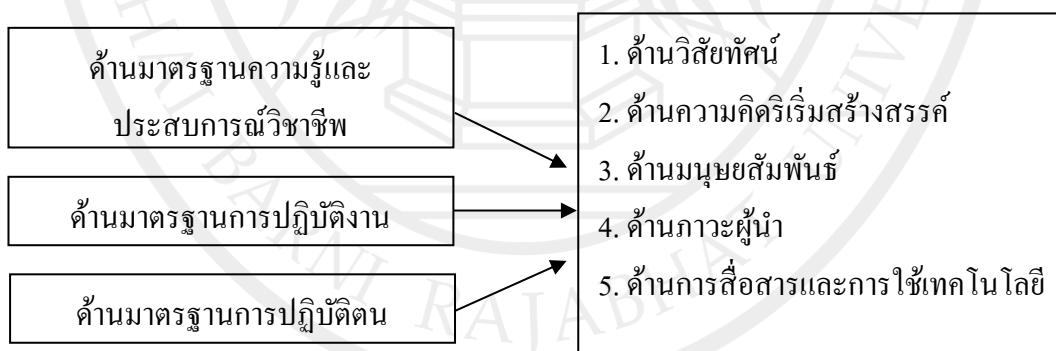 ด้านมาตรฐานความรู้และ
ประสบการณ์วิชาชีพ
ด้านมาตรฐานการปฏิบัติงาน
ด้านมาตรฐานการปฏิบัติตน
1. ด้านวิสัยทัศน์
2. ด้านความคิดริเริ่มสร้างสรรค์
3. ด้านมนุษยสัมพันธ์
4. ด้านภาวะผู้นำ
5. ด้านการสื่อสารและการใช้เทคโนโลยี
BARNI RAJABHA